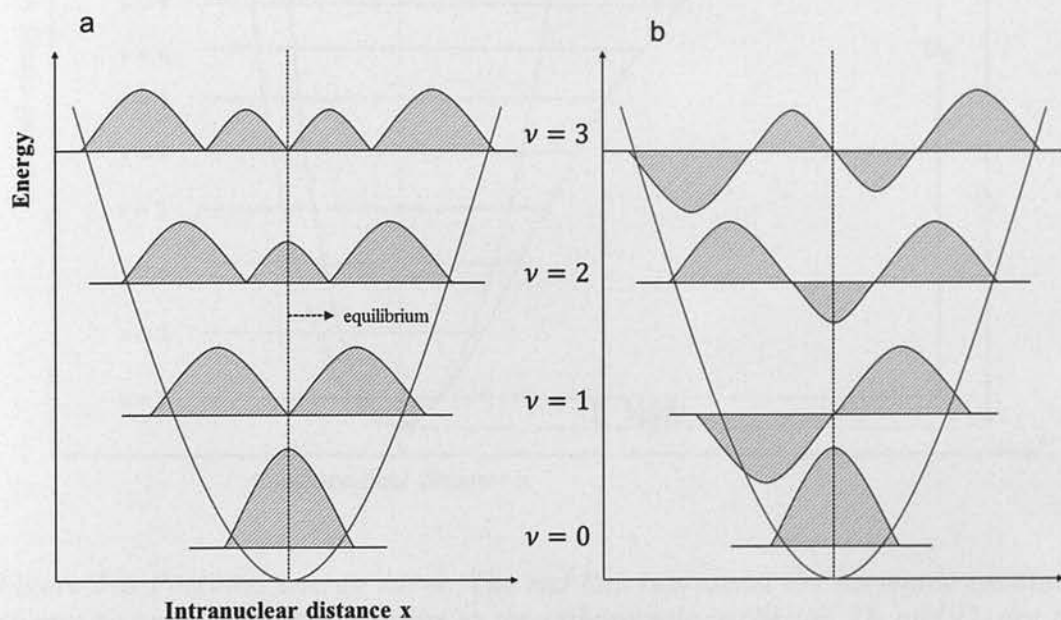 a
b
Energy
ν = 3
ν = 2
equilibrium
ν = 1
ν = 0
Intranuclear distance x